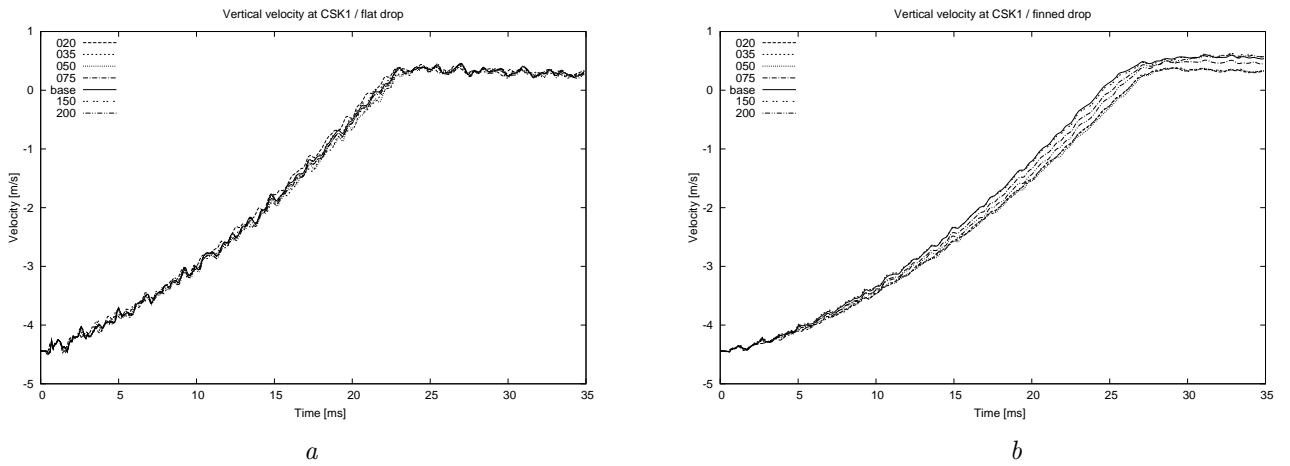 Vertical velocity at CSK1 / flat drop
1
0
-1
-2
-3
-4
-5
Velocity [m/s]
020
035
050
075
base
150
200
0 5 10 15 20 25 30 35
Time [ms]
a
Vertical velocity at CSK1 / finned drop
1
0
-1
-2
-3
-4
-5
Velocity [m/s]
020
035
050
075
base
150
200
0 5 10 15 20 25 30 35
Time [ms]
b